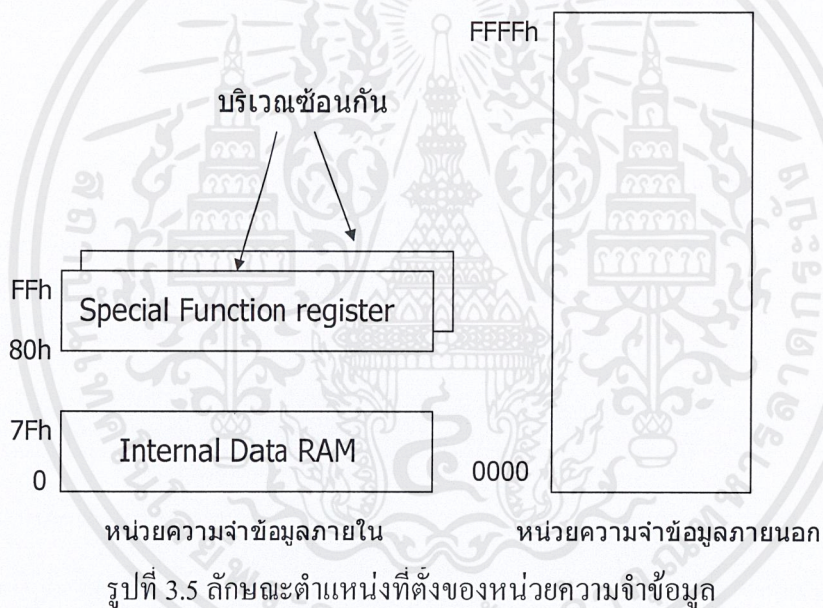 FFFFh
บริเวณซ้อนกัน
FFh
Special Function register
80h
7Fh
Internal Data RAM
0
0000
หน่วยความจำข้อมูลภายใน
หน่วยความจำข้อมูลภายนอก
รูปที่ 3.5 ลักษณะตำแหน่งที่ตั้งของหน่วยความจำข้อมูล